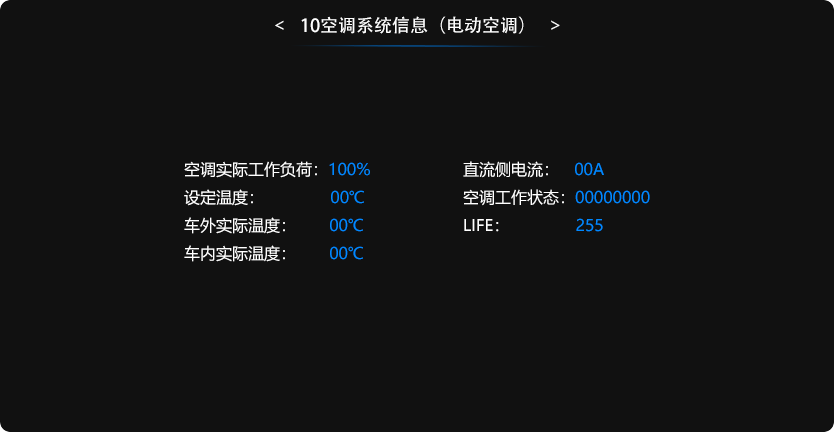 < 10空调系统信息（电动空调） >
空调实际工作负荷：100% 直流侧电流： 00A
设定温度： 00℃ 空调工作状态：00000000
车外实际温度： 00℃ LIFE： 255
车内实际温度： 00℃